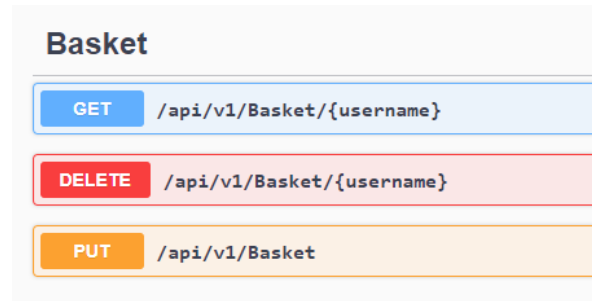 Basket
GET /api/v1/Basket/{username}
DELETE /api/v1/Basket/{username}
PUT /api/v1/Basket